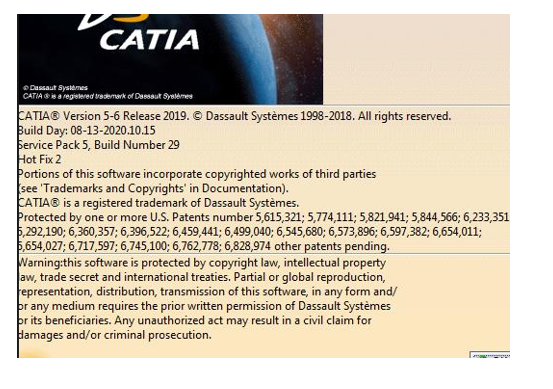 CATIA
© Dassault Systèmes
CATIA ® is a registered trademark of Dassault Systèmes
CATIA® Version 5-6 Release 2019. © Dassault Systèmes 1998-2018. All rights reserved.
Build Day: 08-13-2020.10.15
Service Pack 5, Build Number 29
Hot Fix 2
Portions of this software incorporate copyrighted works of third parties
(see 'Trademarks and Copyrights' in Documentation).
CATIA® is a registered trademark of Dassault Systèmes.
Protected by one or more U.S. Patents number 5,615,321; 5,774,111; 5,821,941; 5,844,566; 6,233,351
6,292,190; 6,360,357; 6,396,522; 6,459,441; 6,499,040; 6,545,680; 6,573,896; 6,597,382; 6,654,011;
6,654,027; 6,717,597; 6,745,100; 6,762,778; 6,828,974 other patents pending.
Warning:this software is protected by copyright law, intellectual property
law, trade secret and international treaties. Partial or global reproduction,
representation, distribution, transmission of this software, in any form and/
or any medium requires the prior written permission of Dassault Systèmes
or its beneficiaries. Any unauthorized act may result in a civil claim for
damages and/or criminal prosecution.